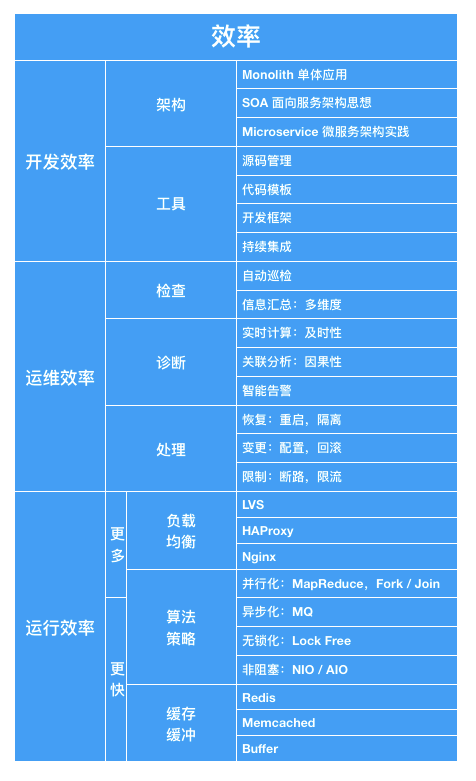 效率
开发效率
架构
Monolith 单体应用
SOA 面向服务架构思想
Microservice 微服务架构实践
工具
源码管理
代码模板
开发框架
持续集成
运维效率
检查
自动巡检
信息汇总：多维度
诊断
实时计算：及时性
关联分析：因果性
智能告警
处理
恢复：重启，隔离
变更：配置，回滚
限制：断路，限流
运行效率
更
多
负载
均衡
LVS
HAProxy
Nginx
更
快
算法
策略
并行化：MapReduce，Fork / Join
异步化：MQ
无锁化：Lock Free
非阻塞：NIO / AIO
缓存
缓冲
Redis
Memcached
Buffer